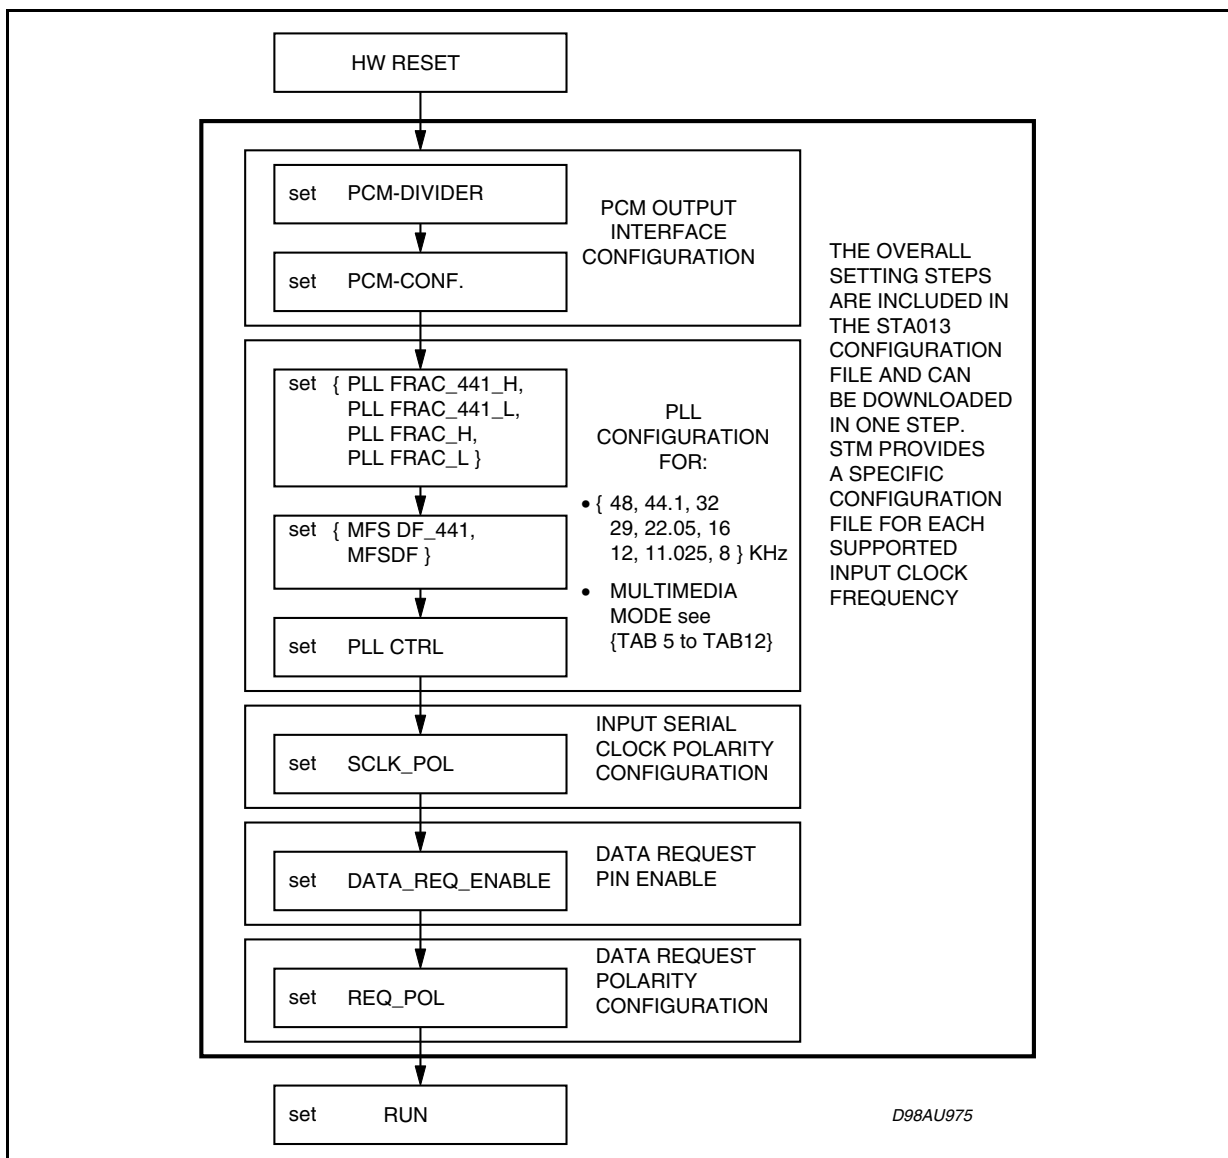 HW RESET
set PCM-DIVIDER
set PCM-CONF.
PCM OUTPUT
INTERFACE
CONFIGURATION
set { PLL FRAC_441_H,
PLL FRAC_441_L,
PLL FRAC_H,
PLL FRAC_L }
set { MFS DF_441,
MFSDF }
set PLL CTRL
PLL
CONFIGURATION
FOR:
• { 48, 44.1, 32
29, 22.05, 16
12, 11.025, 8 } KHz
• MULTIMEDIA
MODE see
{TAB 5 to TAB12}
set SCLK_POL
INPUT SERIAL
CLOCK POLARITY
CONFIGURATION
set DATA_REQ_ENABLE
DATA REQUEST
PIN ENABLE
set REQ_POL
DATA REQUEST
POLARITY
CONFIGURATION
THE OVERALL
SETTING STEPS
ARE INCLUDED IN
THE STA013
CONFIGURATION
FILE AND CAN
BE DOWNLOADED
IN ONE STEP.
STM PROVIDES
A SPECIFIC
CONFIGURATION
FILE FOR EACH
SUPPORTED
INPUT CLOCK
FREQUENCY
set RUN
D98AU975